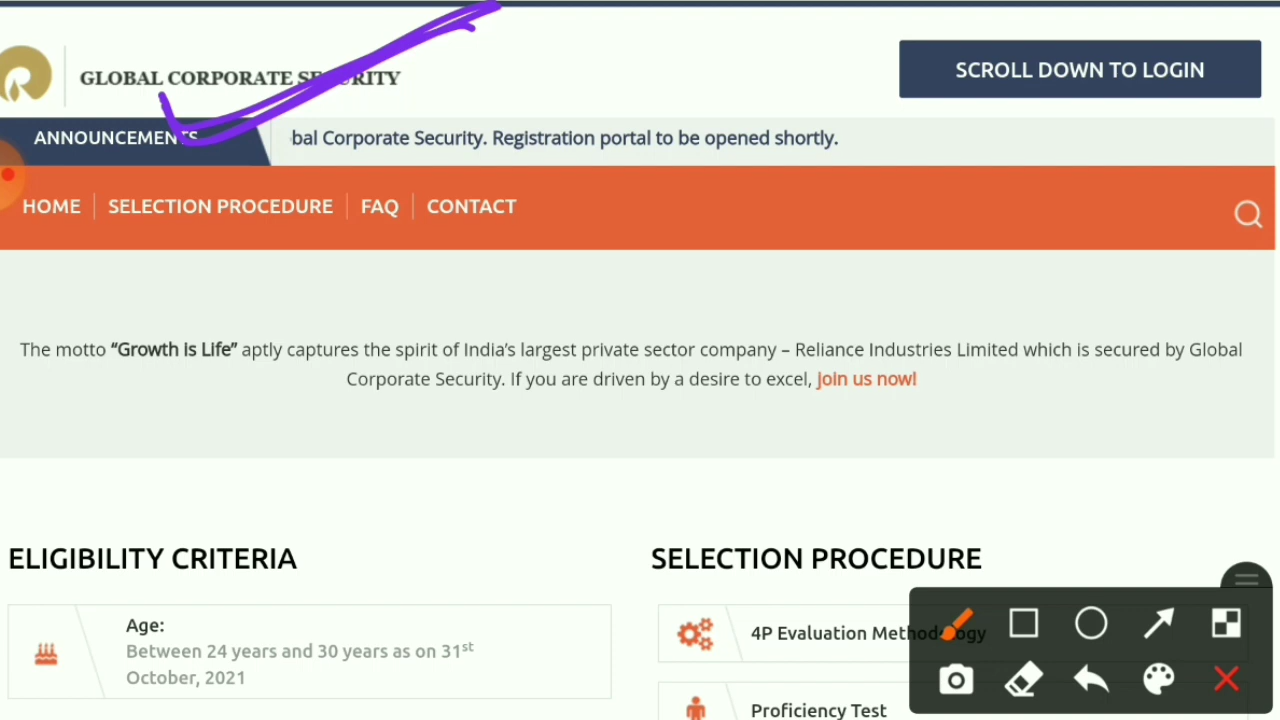 GLOBAL CORPORATE SECURITY
SCROLL DOWN TO LOGIN
ANNOUNCEMENTS
bal Corporate Security. Registration portal to be opened shortly.
HOME
SELECTION PROCEDURE
FAQ
CONTACT
The motto “Growth is Life” aptly captures the spirit of India’s largest private sector company – Reliance Industries Limited which is secured by Global
Corporate Security. If you are driven by a desire to excel, join us now!
ELIGIBILITY CRITERIA
Age:
Between 24 years and 30 years as on 31st
October, 2021
SELECTION PROCEDURE
4P Evaluation Methodology
Proficiency Test